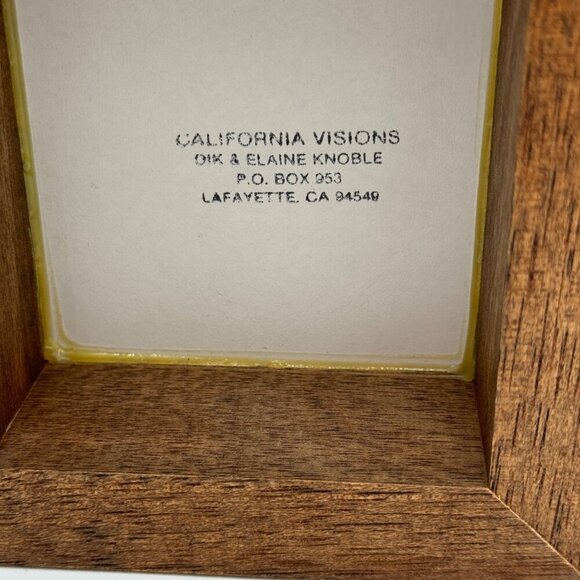 CALIFORNIA VISIONS
DIK & ELAINE KNOBLE
P.O. BOX 953
LAFAYETTE, CA 94549